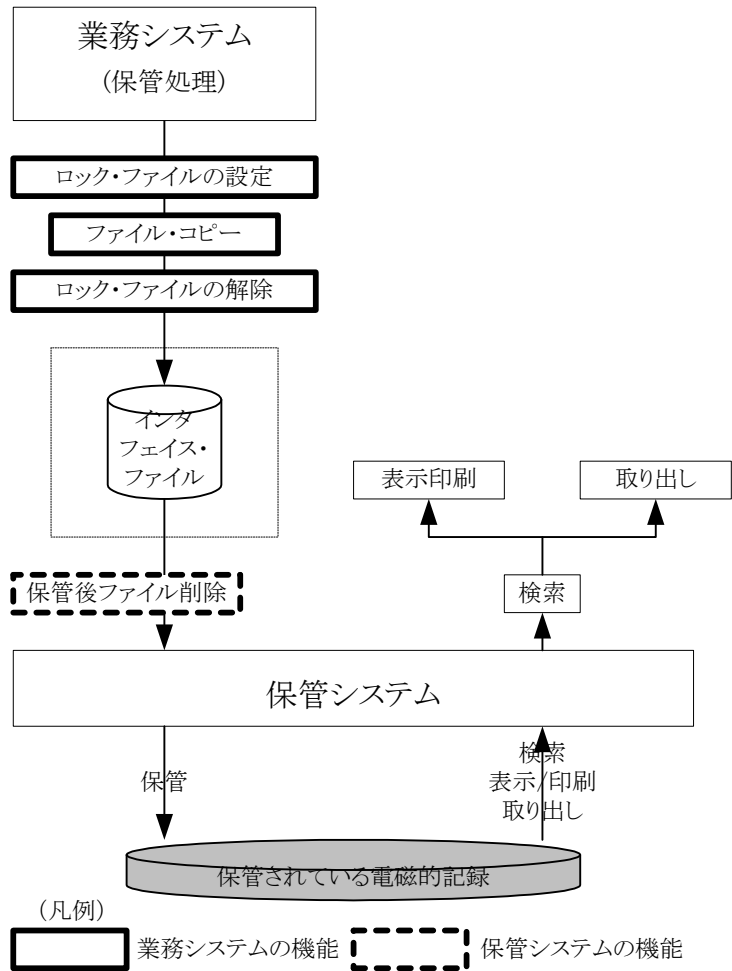 業務システム
(保管処理)
ロック・ファイルの設定
ファイル・コピー
ロック・ファイルの解除
インタ
フェイス・
ファイル
表示印刷
取り出し
保管後ファイル削除
検索
保管システム
保管
検索
表示/印刷
取り出し
保管されている電磁的記録
(凡例)
業務システムの機能
保管システムの機能